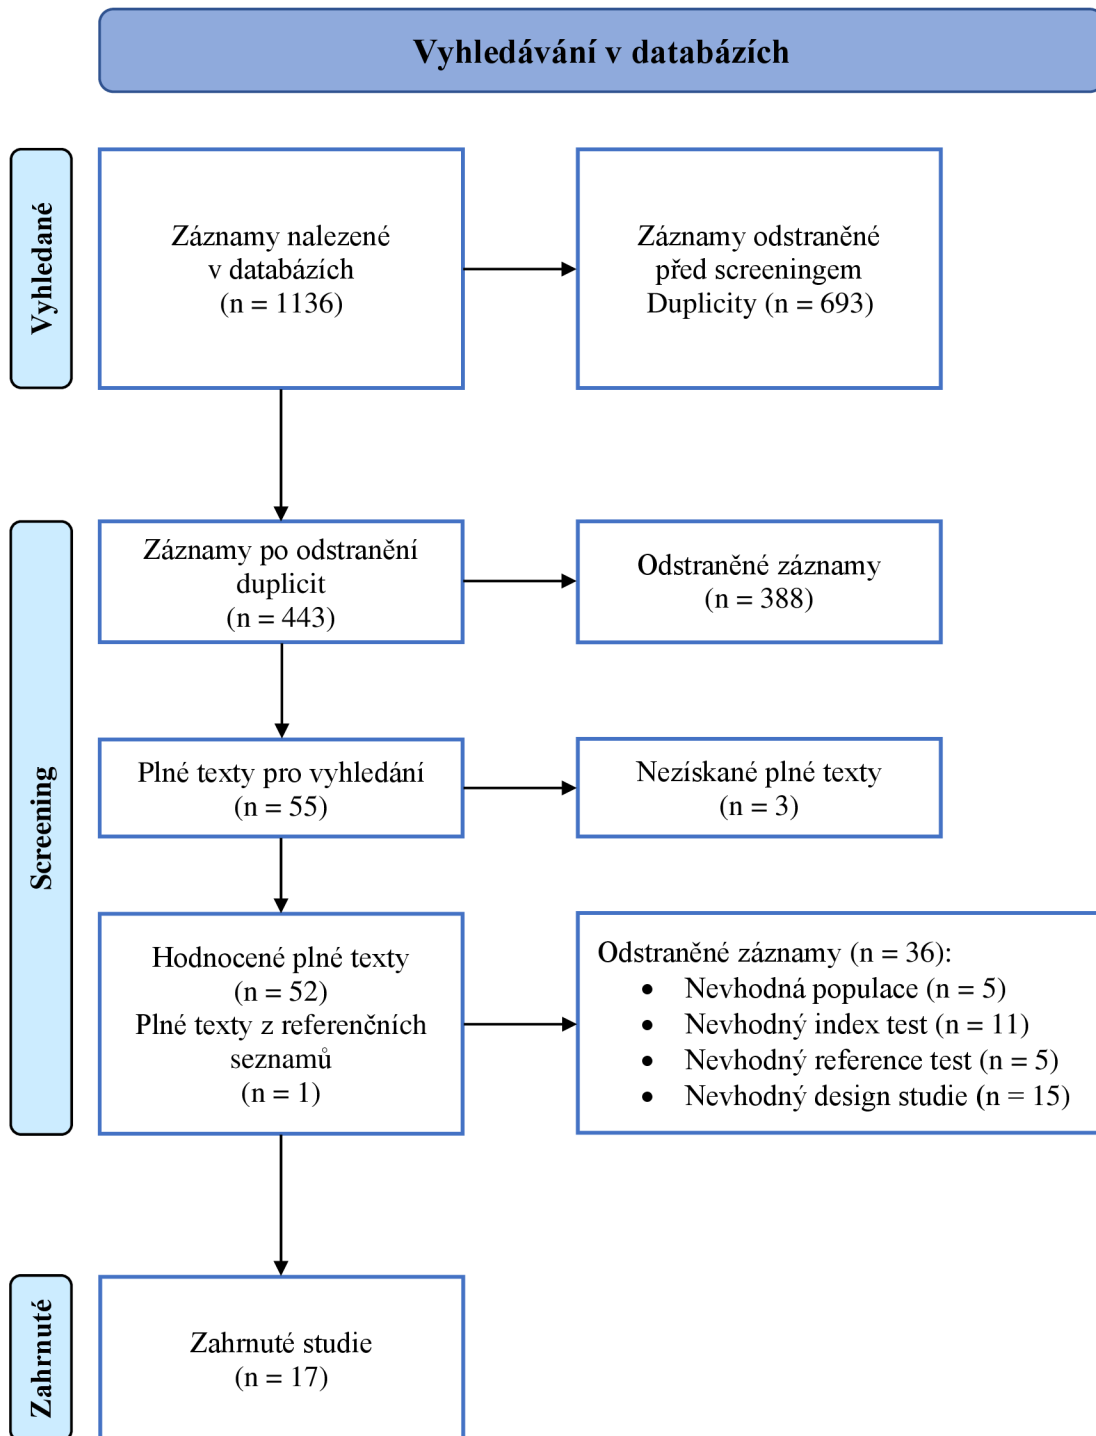 Vyhledávání v databázích
Vyhledané
Záznamy nalezené
v databázích
(n = 1136)
Záznamy odstraněné
před screeningem
Duplicity (n = 693)
Screening
Záznamy po odstranění
duplicit
(n = 443)
Odstraněné záznamy
(n = 388)
Plné texty pro vyhledání
(n = 55)
Nezískané plné texty
(n = 3)
Hodnocené plné texty
(n = 52)
Plné texty z referenčních
seznamů
(n = 1)
Odstraněné záznamy (n = 36):
• Nevhodná populace (n = 5)
• Nevhodný index test (n = 11)
• Nevhodný reference test (n = 5)
• Nevhodný design studie (n = 15)
Zahrnuté
Zahrnuté studie
(n = 17)